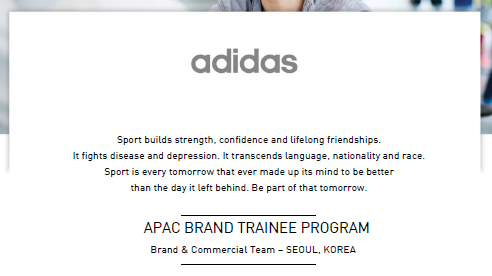 adidas
Sport builds strength, confidence and lifelong friendships.
It fights disease and depression. It transcends language, nationality and race.
Sport is every tomorrow that ever made up its mind to be better
than the day it left behind. Be part of that tomorrow.
APAC BRAND TRAINEE PROGRAM
Brand & Commercial Team – SEOUL, KOREA